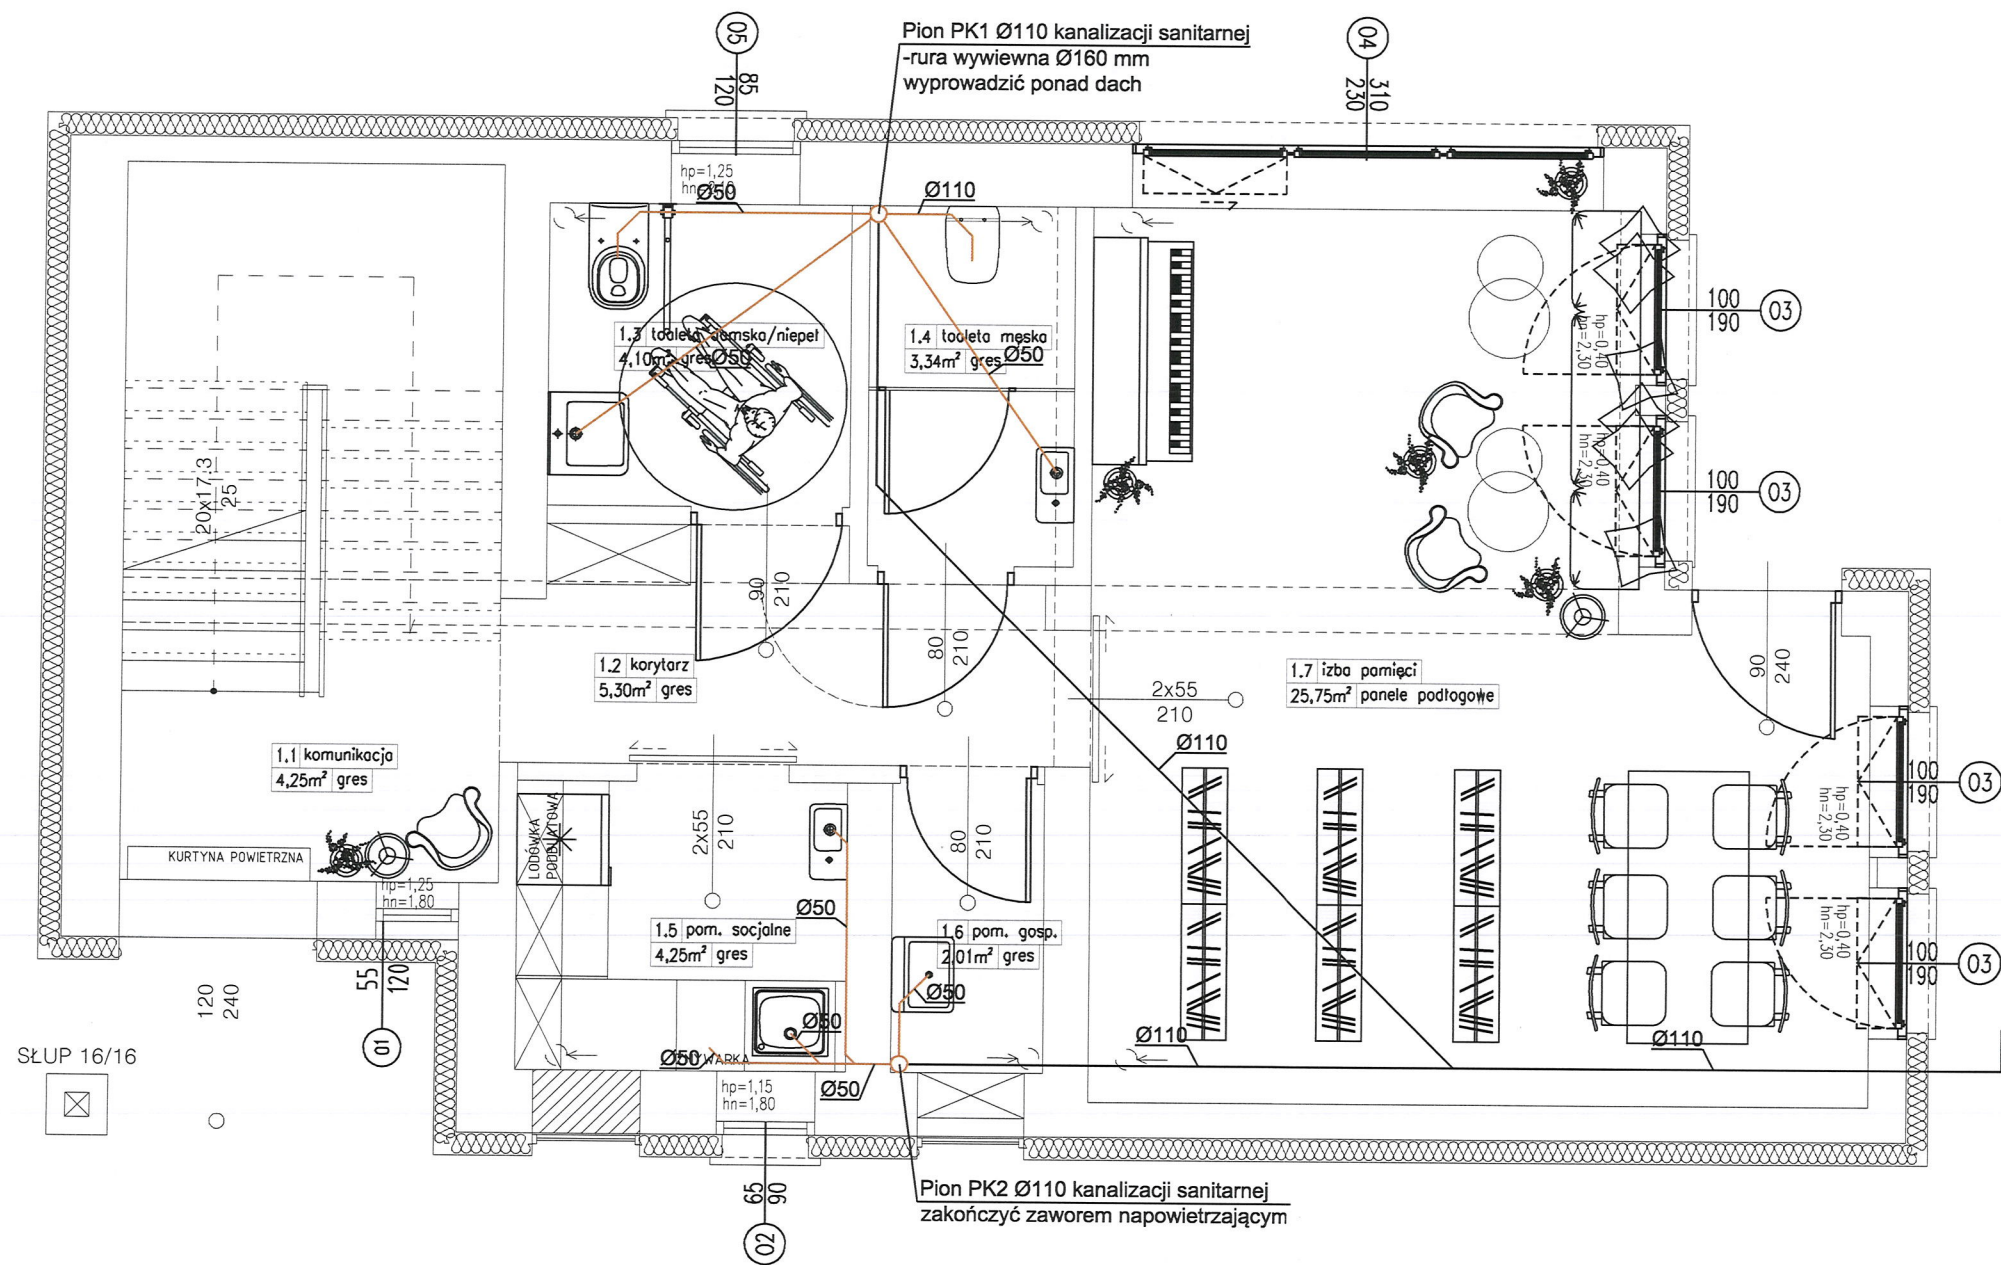 05
85
120
Pion PK1 Ø110 kanalizacji sanitarnej
-rura wywiewna Ø160 mm
wyprowadzić ponad dach
04
310
230
hp=1,25
Ø50
Ø110
1.3 toaleta damska/niepeł
4,10m² gres
Ø50
1.4 toaleta męska
3,34m² gres
Ø50
hp=0,40
hn=2,30
100
190
03
hp=0,40
hn=2,30
100
190
03
20x17,3
25
90
210
80
210
1.2 korytarz
5,30m² gres
1.7 izba pamięci
25,75m² panele podłogowe
90
240
2x55
210
1.1 komunikacja
4,25m² gres
Ø110
100
190
03
hp=0,40
hn=2,30
LODÓWKA
PODBLATOWA
2x55
210
80
210
KURTYNA POWIETRZNA
hp=1,25
hn=1,80
Ø50
1.5 pom. socjalne
4,25m² gres
1.6 pom. gosp.
2,01m² gres
hp=0,40
hn=2,30
100
190
03
55
120
01
120
240
Ø50
Ø50
Ø50
ZMYWARKA
Ø50
Ø110
Ø110
SŁUP 16/16
hp=1,15
hn=1,80
90
65
02
Pion PK2 Ø110 kanalizacji sanitarnej
zakończyć zaworem napowietrzającym